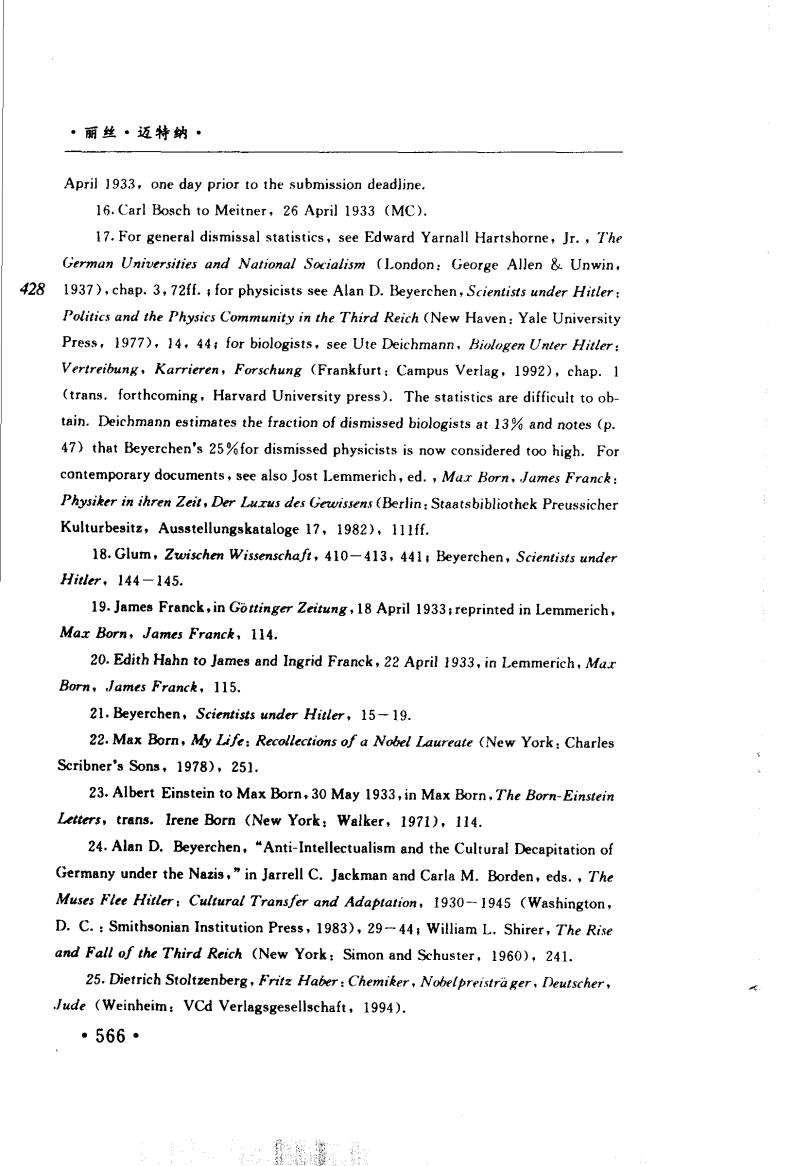 ·丽丝·迈特纳·
April 1933, one day prior to the submission deadline.
16. Carl Bosch to Meitner, 26 April 1933 (MC).
17. For general dismissal statistics, see Edward Yarnall Hartshorne, Jr. , The
German Universities and National Socialism (London: George Allen & Unwin,
428 1937), chap. 3, 72ff. ; for physicists see Alan D. Beyerchen, Scientists under Hitler:
Politics and the Physics Community in the Third Reich (New Haven: Yale University
Press, 1977), 14, 44; for biologists, see Ute Deichmann, Biologen Unter Hitler:
Vertreibung, Karrieren, Forschung (Frankfurt: Campus Verlag, 1992), chap. 1
(trans. forthcoming, Harvard University press). The statistics are difficult to ob-
tain. Deichmann estimates the fraction of dismissed biologists at 13% and notes (p.
47) that Beyerchen's 25%for dismissed physicists is now considered too high. For
contemporary documents, see also Jost Lemmerich, ed. , Max Born, James Franck:
Physiker in ihren Zeit, Der Luxus des Gewissens (Berlin: Staatsbibliothek Preussicher
Kulturbesitz, Ausstellungskataloge 17, 1982), 111ff.
18. Glum, Zwischen Wissenschaft, 410—413, 441; Beyerchen, Scientists under
Hitler, 144—145.
19. James Franck, in Göttinger Zeitung, 18 April 1933; reprinted in Lemmerich,
Max Born, James Franck, 114.
20. Edith Hahn to James and Ingrid Franck, 22 April 1933, in Lemmerich, Max
Born, James Franck, 115.
21. Beyerchen, Scientists under Hitler, 15—19.
22. Max Born, My Life: Recollections of a Nobel Laureate (New York: Charles
Scribner's Sons, 1978), 251.
23. Albert Einstein to Max Born, 30 May 1933, in Max Born, The Born-Einstein
Letters, trans. Irene Born (New York: Walker, 1971), 114.
24. Alan D. Beyerchen, "Anti-Intellectualism and the Cultural Decapitation of
Germany under the Nazis," in Jarrell C. Jackman and Carla M. Borden, eds. , The
Muses Flee Hitler: Cultural Transfer and Adaptation, 1930—1945 (Washington,
D. C. : Smithsonian Institution Press, 1983), 29—44; William L. Shirer, The Rise
and Fall of the Third Reich (New York: Simon and Schuster, 1960), 241.
25. Dietrich Stoltzenberg, Fritz Haber: Chemiker, Nobelpreisträger, Deutscher,
Jude (Weinheim: VCd Verlagsgesellschaft, 1994).
·566·